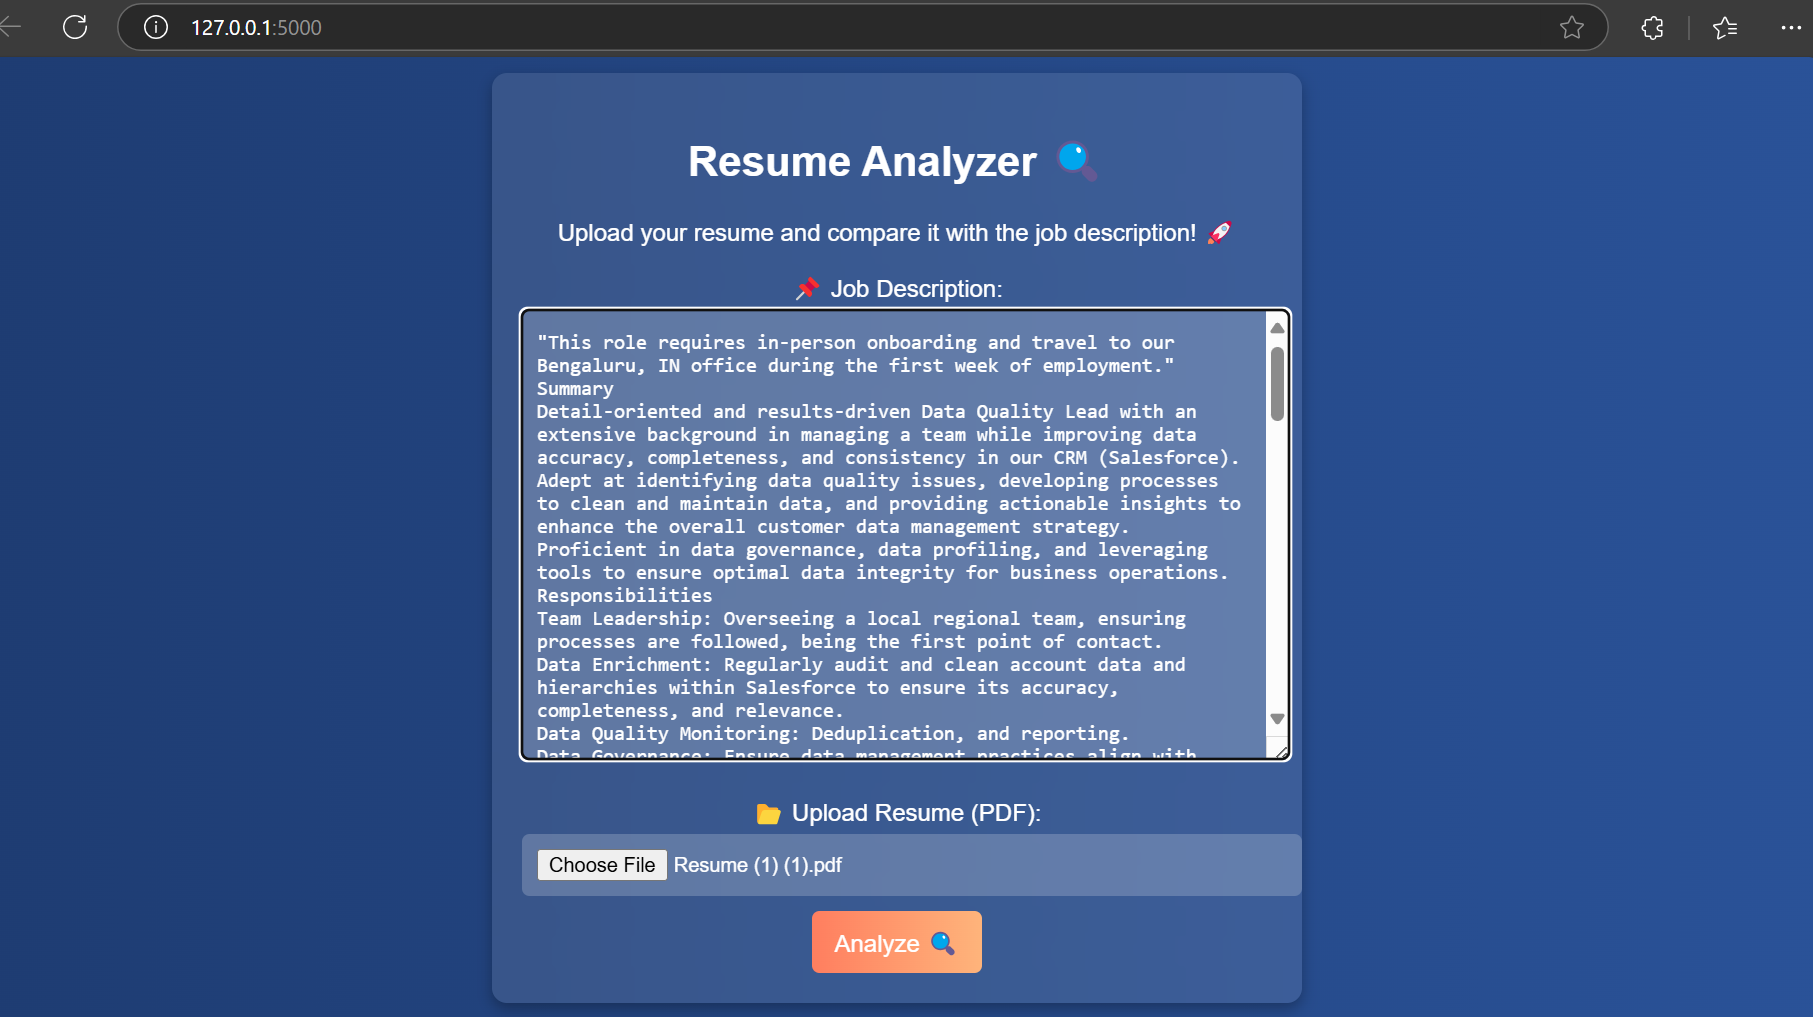 127.0.0.1:5000
Resume Analyzer
Upload your resume and compare it with the job description!
Job Description:
"This role requires in-person onboarding and travel to our
Bengaluru, IN office during the first week of employment."
Summary
Detail-oriented and results-driven Data Quality Lead with an
extensive background in managing a team while improving data
accuracy, completeness, and consistency in our CRM (Salesforce).
Adept at identifying data quality issues, developing processes
to clean and maintain data, and providing actionable insights to
enhance the overall customer data management strategy.
Proficient in data governance, data profiling, and leveraging
tools to ensure optimal data integrity for business operations.
Responsibilities
Team Leadership: Overseeing a local regional team, ensuring
processes are followed, being the first point of contact.
Data Enrichment: Regularly audit and clean account data and
hierarchies within Salesforce to ensure its accuracy,
completeness, and relevance.
Data Quality Monitoring: Deduplication, and reporting.
Data Governance: Ensure data management practices align with
Upload Resume (PDF):
Choose File Resume (1) (1).pdf
Analyze